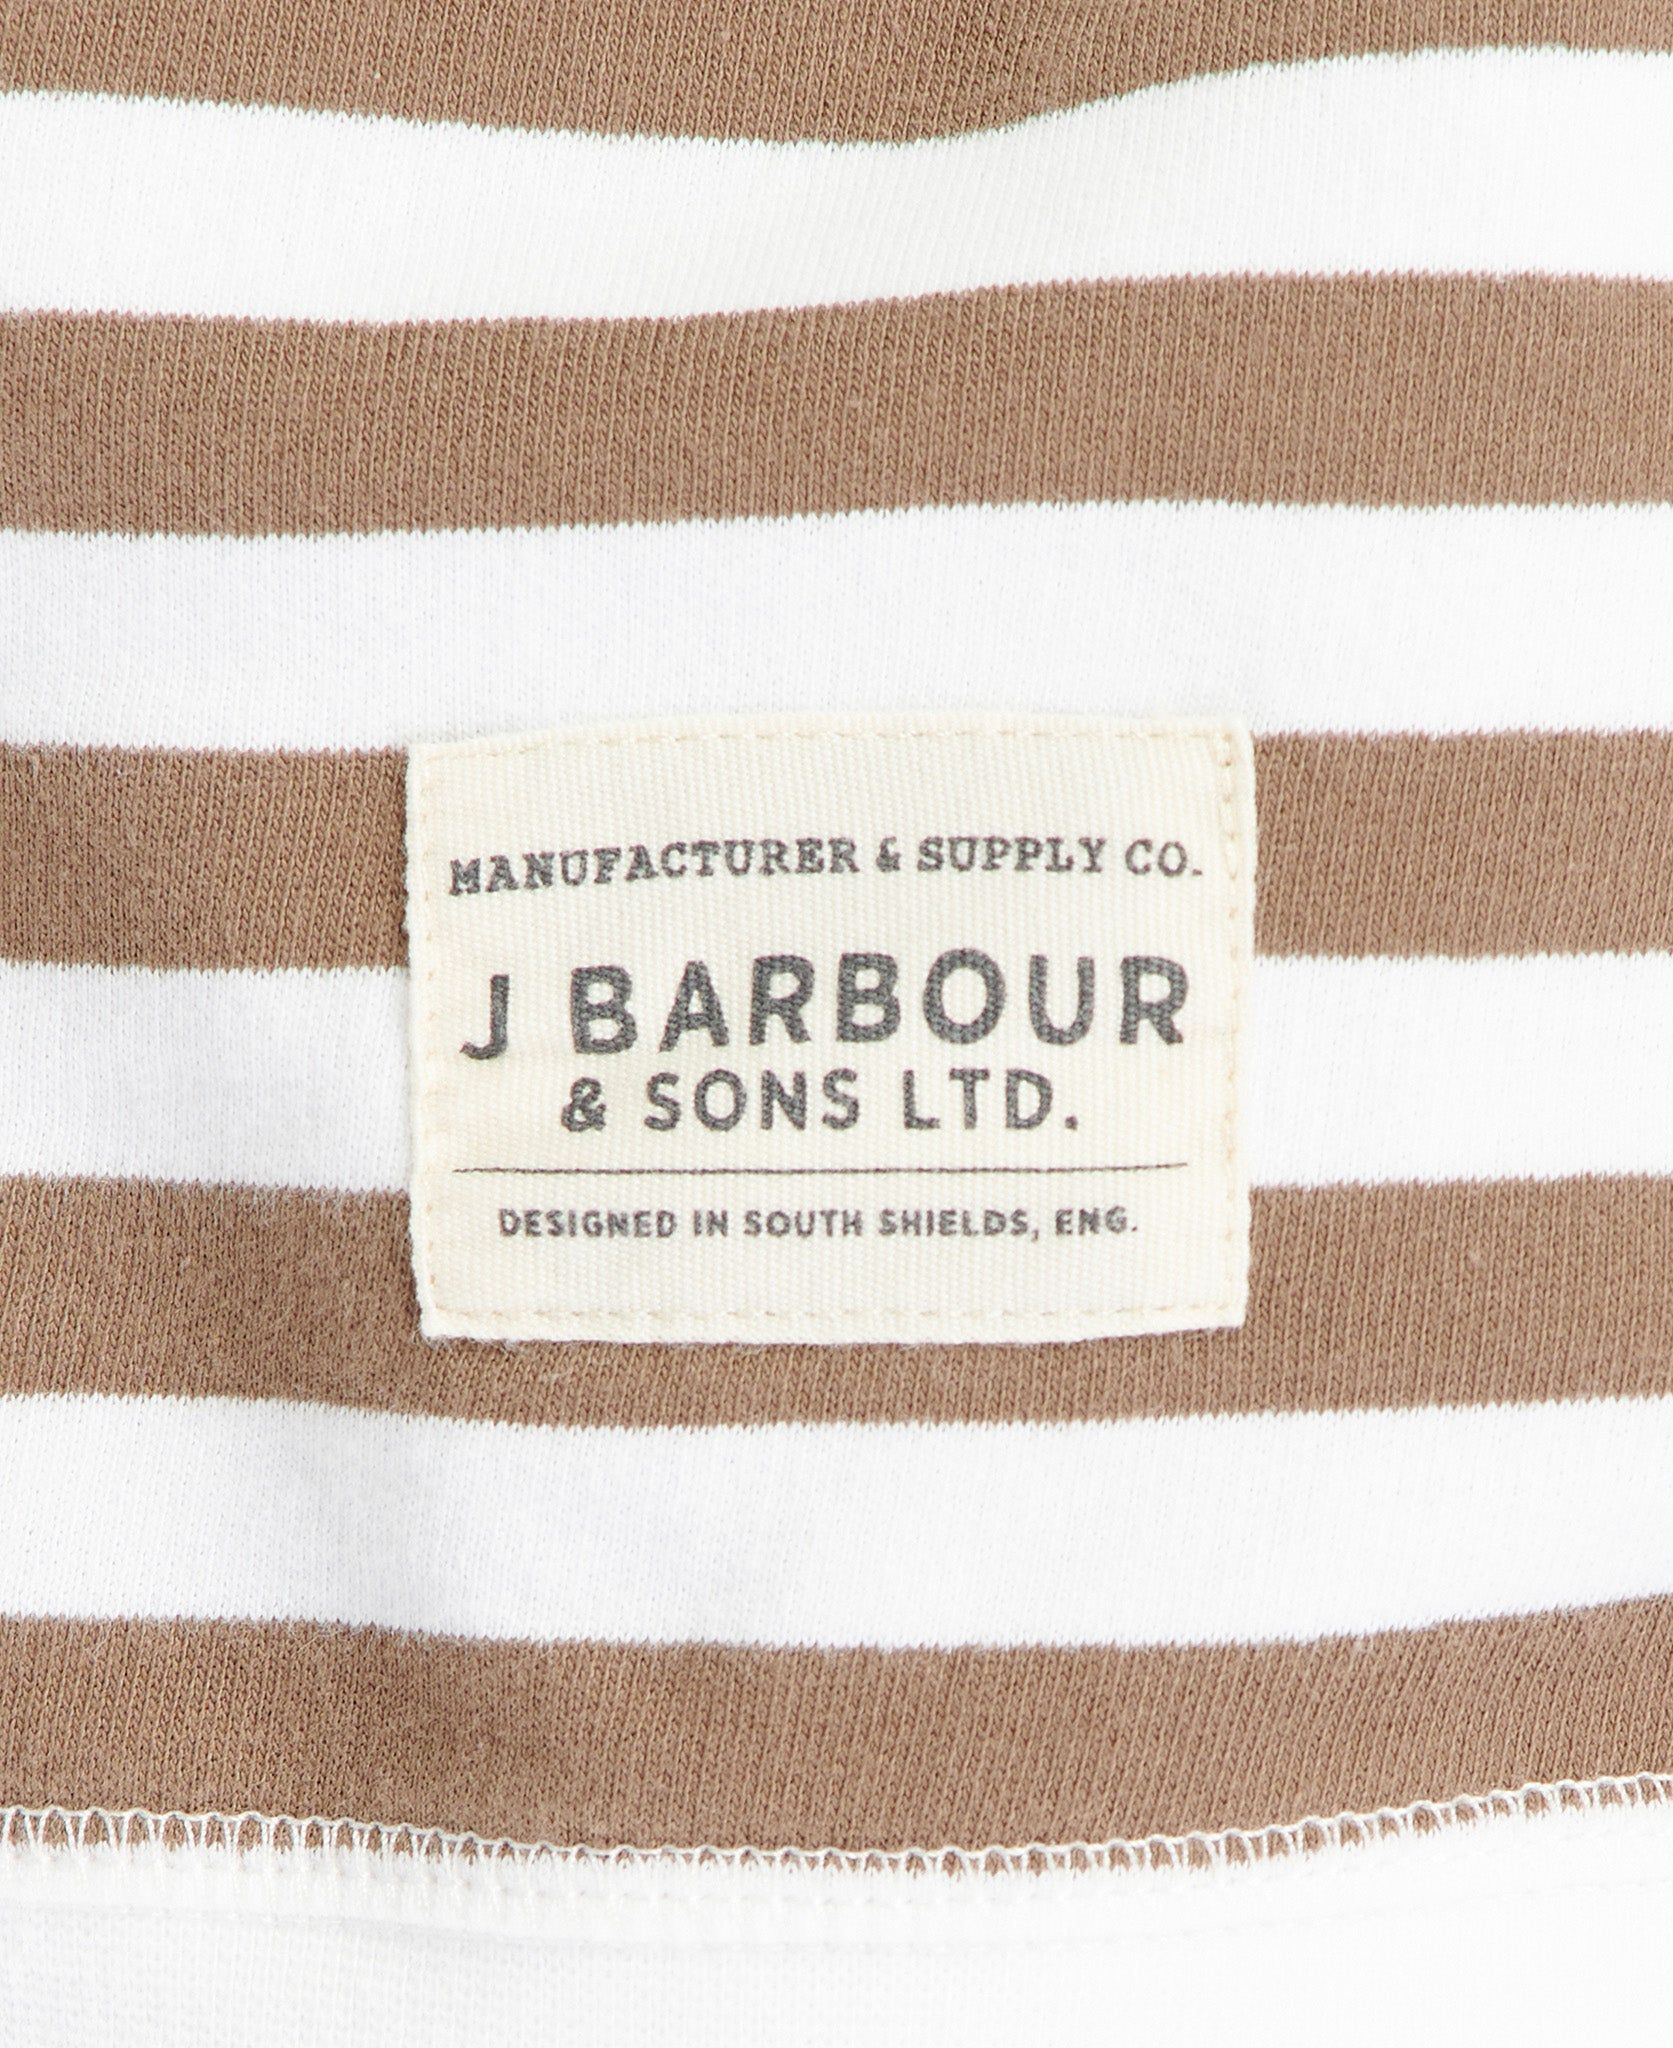 MANUFACTURER & SUPPLY CO.
J BARBOUR
& SONS LTD.
DESIGNED IN SOUTH SHIELDS, ENG.